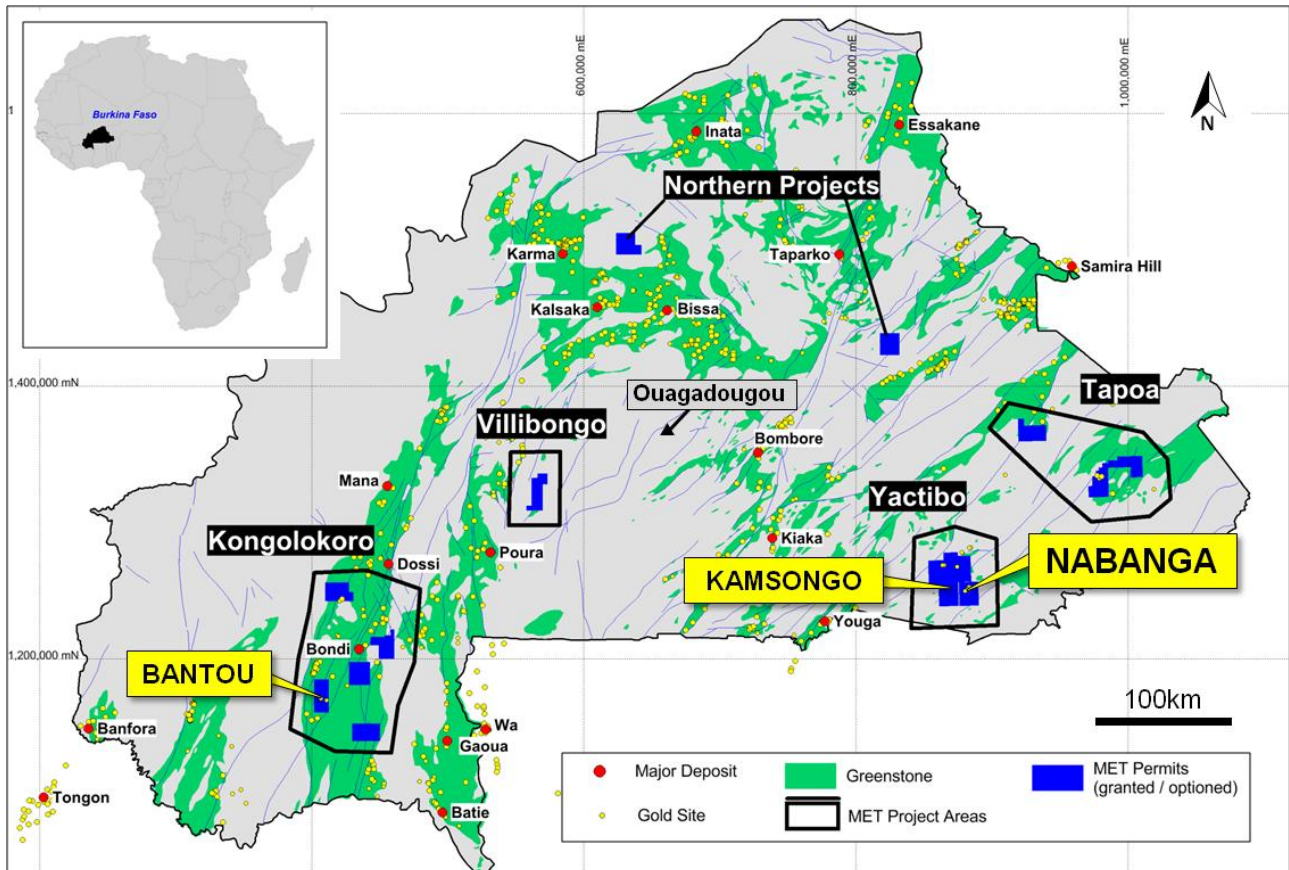 Burkina Faso
600,000 mE
800,000 mE
1,000,000 mE
1
N
Inata
Essakane
Northern Projects
Karma
Taparko
Samira Hill
Kalsaka
Bissa
1,400,000 mN
Ouagadougou
Tapoa
Villibongo
Bombore
Mana
Yactibo
Kongolokoro
Poura
Kiaka
Dossi
KAMSONGO
NABANGA
Youga
Bondi
1,200,000 mN
BANTOU
100km
Banfora
Wa
Gaoua
Tongon
Batie
Major Deposit
Greenstone
MET Permits
(granted / optioned)
Gold Site
MET Project Areas